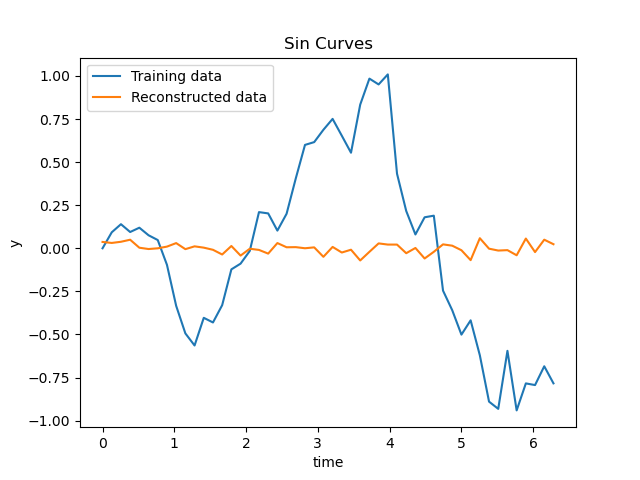 Sin Curves
Training data
Reconstructed data
1.00
0.75
0.50
0.25
0.00
−0.25
−0.50
−0.75
−1.00
y
0 1 2 3 4 5 6
time